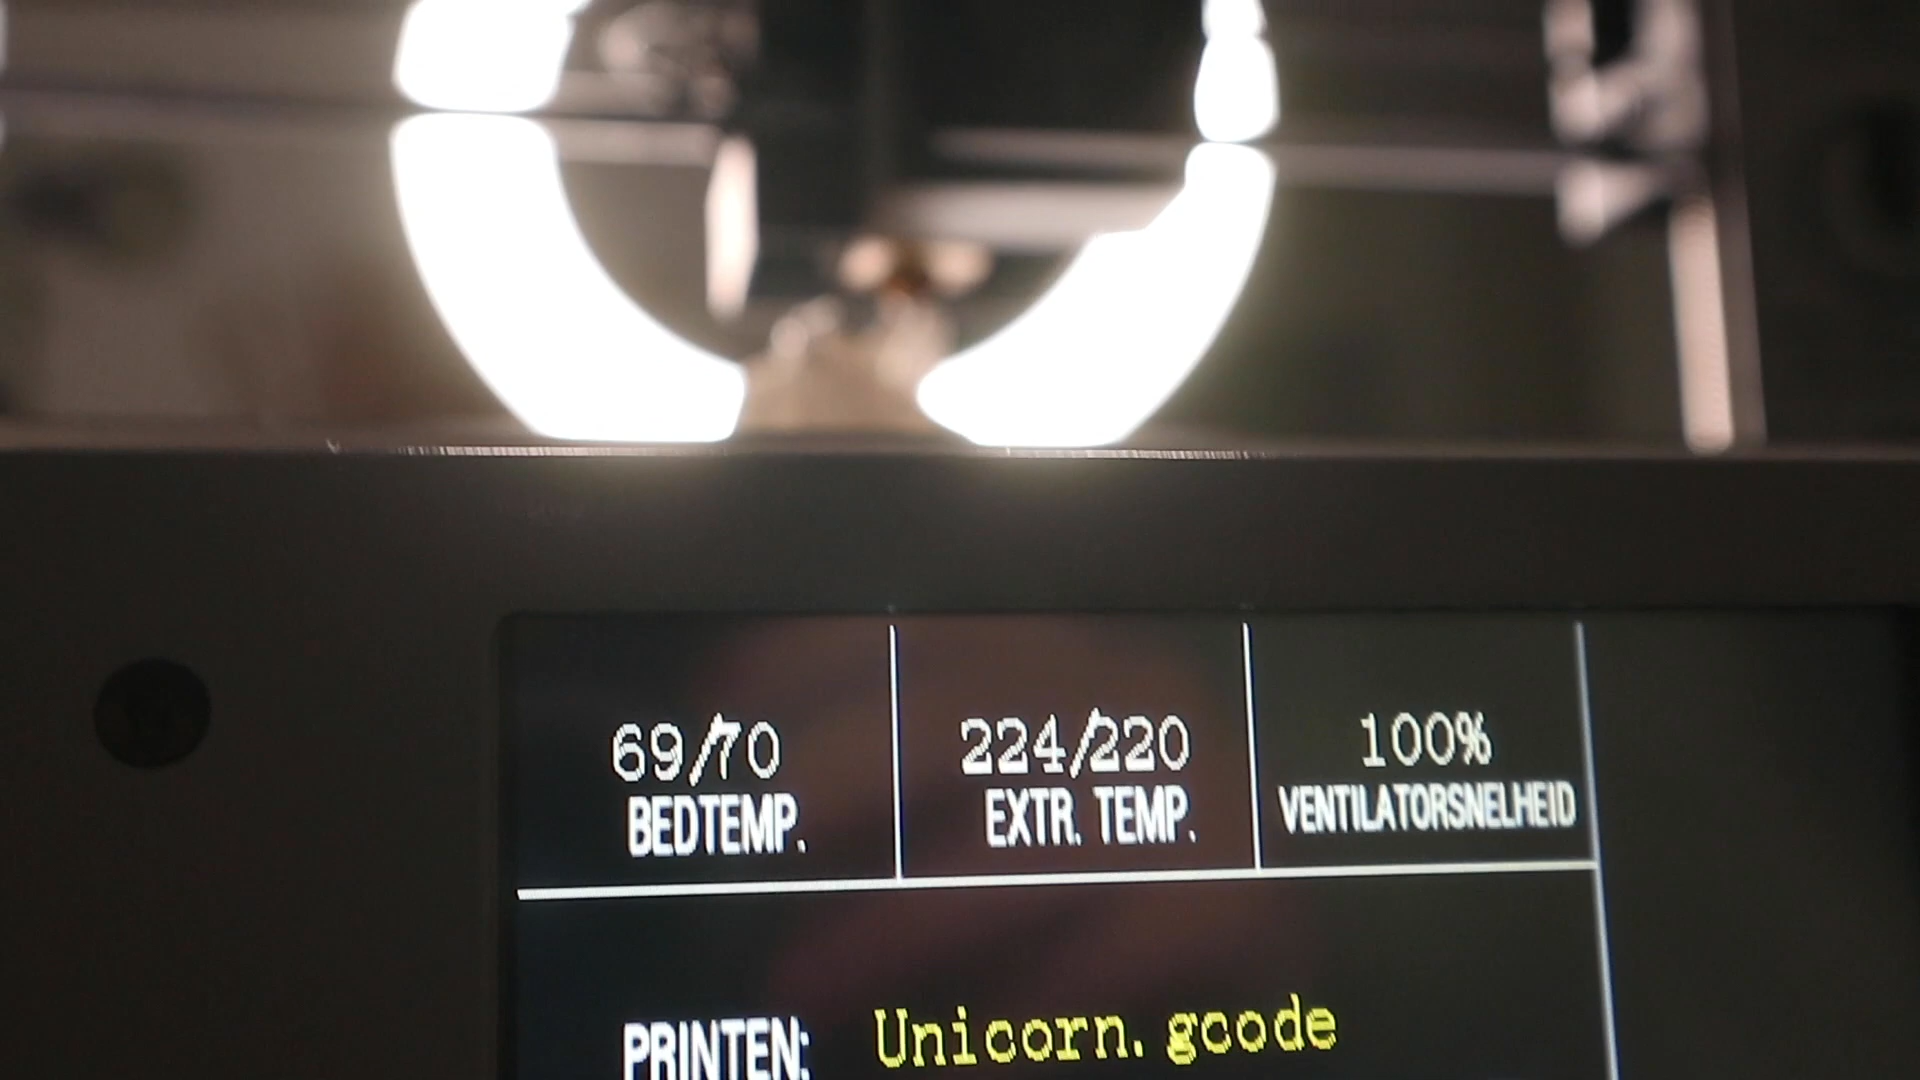 69/70 224/220 100%
BEDTEMP. EXTR. TEMP. VENTILATORSNELHEID
PRINTEN: Unicorn.gcode